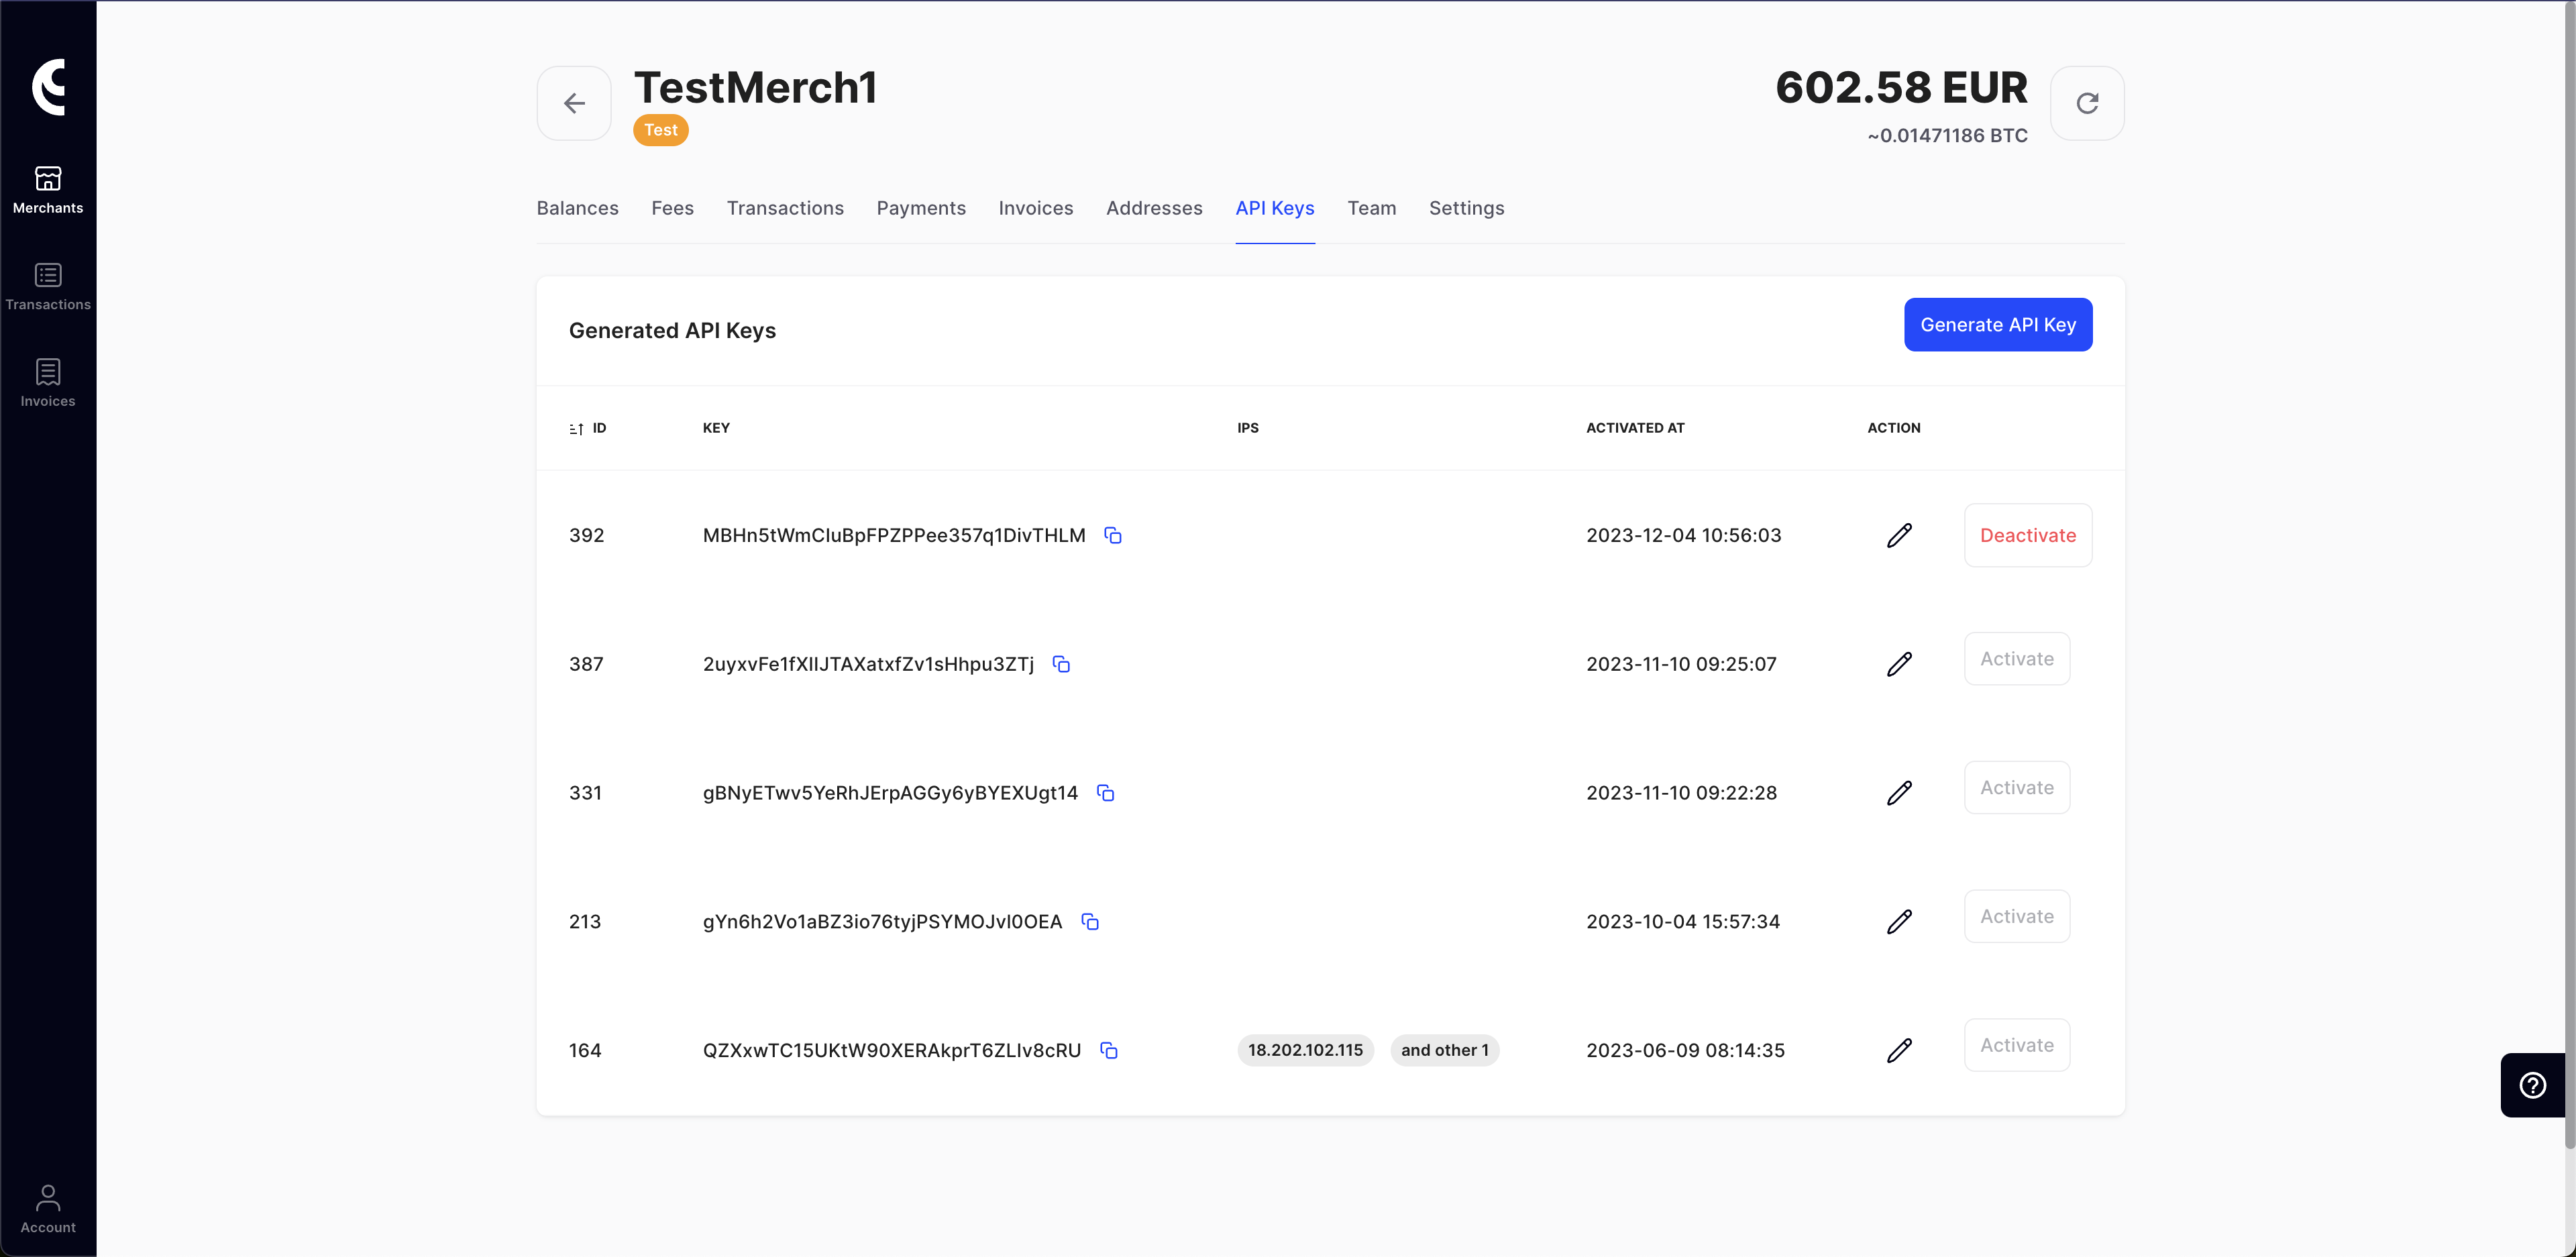 TestMerch1
Test
602.58 EUR
~0.01471186 BTC
Merchants
Transactions
Invoices
Account
Balances Fees Transactions Payments Invoices Addresses API Keys Team Settings
Generated API Keys
Generate API Key
ID KEY IPS ACTIVATED AT ACTION
392 MBHn5tWmCIuBpFPZPPee357q1DivTHLM 2023-12-04 10:56:03 Deactivate
387 2uyxvFe1fXIIJTAXatxfZv1sHhpu3ZTj 2023-11-10 09:25:07 Activate
331 gBNyETwv5YeRhJErpAGGy6yBYEXUgt14 2023-11-10 09:22:28 Activate
213 gYn6h2Vo1aBZ3io76tyjPSYMOJvI0OEA 2023-10-04 15:57:34 Activate
164 QZXxwTC15UKtW90XERAkprT6ZLIv8cRU 18.202.102.115 and other 1 2023-06-09 08:14:35 Activate